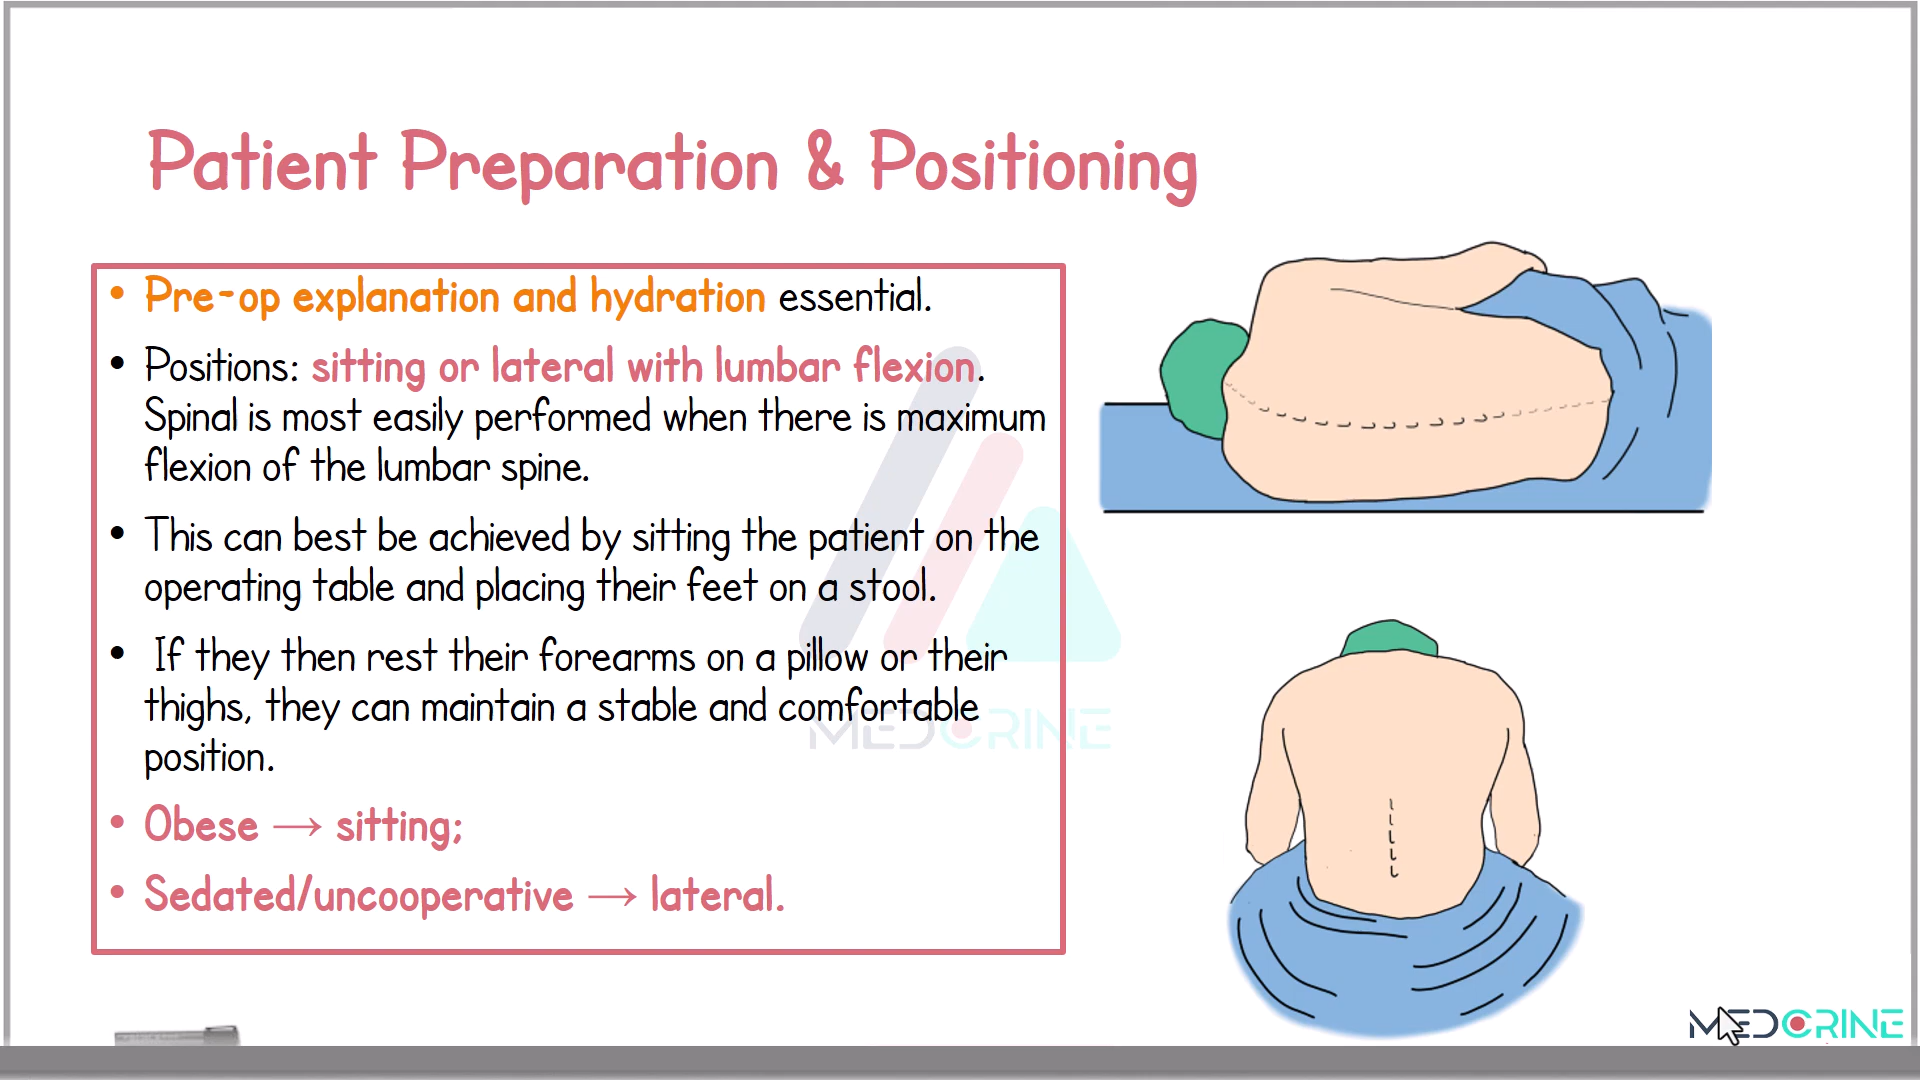 Patient Preparation & Positioning
• Pre-op explanation and hydration essential.
• Positions: sitting or lateral with lumbar flexion.
Spinal is most easily performed when there is maximum
flexion of the lumbar spine.
• This can best be achieved by sitting the patient on the
operating table and placing their feet on a stool.
• If they then rest their forearms on a pillow or their
thighs, they can maintain a stable and comfortable
position.
• Obese → sitting;
• Sedated/uncooperative → lateral.
MEDCRINE
MEDCRINE